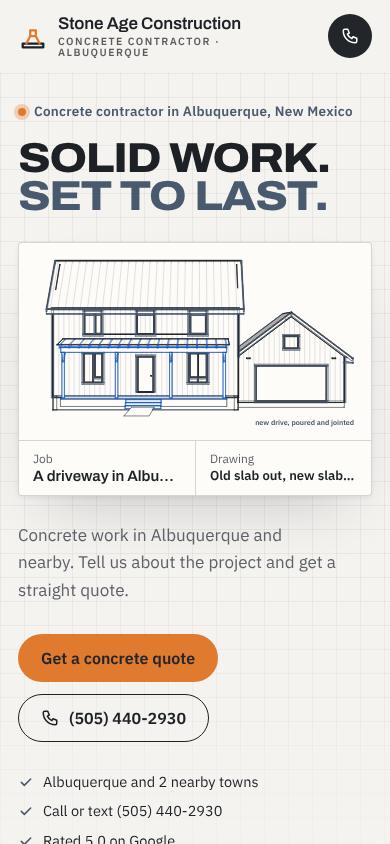 Stone Age Construction
CONCRETE CONTRACTOR ·
ALBUQUERQUE
Concrete contractor in Albuquerque, New Mexico
SOLID WORK.
SET TO LAST.
new drive, poured and jointed
Job
A driveway in Albu...
Drawing
Old slab out, new slab...
Concrete work in Albuquerque and
nearby. Tell us about the project and get a
straight quote.
Get a concrete quote
(505) 440-2930
Albuquerque and 2 nearby towns
Call or text (505) 440-2930
Rated 5.0 on Google